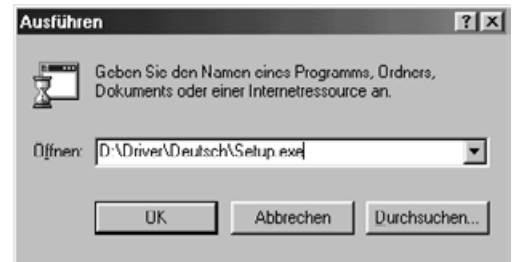 Ausführen
Geben Sie den Namen eines Programms, Ordners,
Dokuments oder einer Internetressource an.
Öffnen: D:\Driver\Deutsch\Setup.exe
OK Abbrechen Durchsuchen...